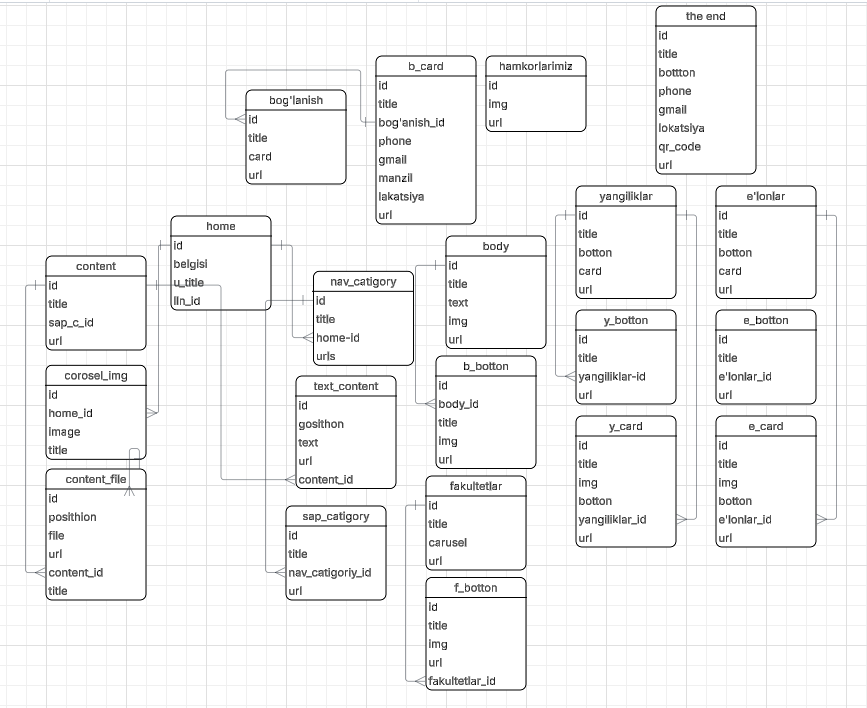 the end
id
title
bottton
phone
gmail
lokatsiya
qr_code
url
b_card
id
title
bog'anish_id
phone
gmail
manzil
lakatsiya
url
hamkorlarimiz
id
img
url
bog'lanish
id
title
card
url
yangiliklar
id
title
botton
card
url
e'lonlar
id
title
botton
card
url
home
id
belgisi
u_title
lln_id
body
id
title
text
img
url
content
id
title
sap_c_id
url
nav_catigory
id
title
home-id
urls
y_botton
id
title
yangiliklar-id
url
e_botton
id
title
e'lonlar_id
url
b_botton
id
body_id
title
img
url
corosel_img
id
home_id
image
title
text_content
id
gosithon
text
url
content_id
y_card
id
title
img
botton
yangiliklar_id
url
e_card
id
title
img
botton
e'lonlar_id
url
content_file
id
posithion
file
url
content_id
title
fakultetlar
id
title
carusel
url
sap_catigory
id
title
nav_catigoriy_id
url
f_botton
id
title
img
url
fakultetlar_id